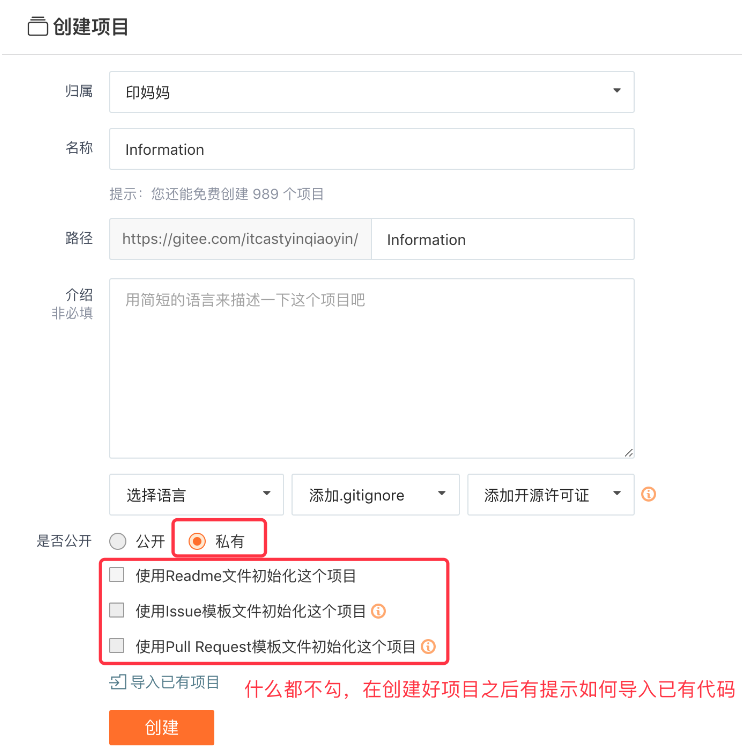 创建项目
归属
印妈妈
名称
Information
提示：您还能免费创建 989 个项目
路径
https://gitee.com/itcastyinqiaoyin/
Information
介绍
非必填
用简短的语言来描述一下这个项目吧
选择语言
添加.gitignore
添加开源许可证
是否公开
公开
私有
使用Readme文件初始化这个项目
使用Issue模板文件初始化这个项目
使用Pull Request模板文件初始化这个项目
导入已有项目
什么都不勾，在创建好项目之后有提示如何导入已有代码
创建